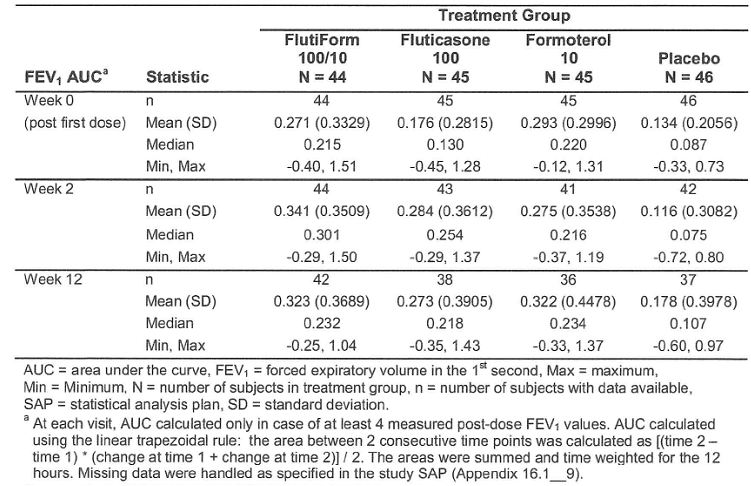 Treatment Group
FlutiForm Fluticasone Formoterol
100/10 100 10 Placebo
FEV₁ AUCᵃ Statistic N = 44 N = 45 N = 45 N = 46
Week 0 n 44 45 45 46
(post first dose) Mean (SD) 0.271 (0.3329) 0.176 (0.2815) 0.293 (0.2996) 0.134 (0.2056)
Median 0.215 0.130 0.220 0.087
Min, Max -0.40, 1.51 -0.45, 1.28 -0.12, 1.31 -0.33, 0.73
Week 2 n 44 43 41 42
Mean (SD) 0.341 (0.3509) 0.284 (0.3612) 0.275 (0.3538) 0.116 (0.3082)
Median 0.301 0.254 0.216 0.075
Min, Max -0.29, 1.50 -0.29, 1.37 -0.37, 1.19 -0.72, 0.80
Week 12 n 42 38 36 37
Mean (SD) 0.323 (0.3689) 0.273 (0.3905) 0.322 (0.4478) 0.178 (0.3978)
Median 0.232 0.218 0.234 0.107
Min, Max -0.25, 1.04 -0.35, 1.43 -0.33, 1.37 -0.60, 0.97
AUC = area under the curve, FEV₁ = forced expiratory volume in the 1ˢᵗ second, Max = maximum,
Min = Minimum, N = number of subjects in treatment group, n = number of subjects with data available,
SAP = statistical analysis plan, SD = standard deviation.
ᵃ At each visit, AUC calculated only in case of at least 4 measured post-dose FEV₁ values. AUC calculated
using the linear trapezoidal rule: the area between 2 consecutive time points was calculated as [(time 2 –
time 1) * (change at time 1 + change at time 2)] / 2. The areas were summed and time weighted for the 12
hours. Missing data were handled as specified in the study SAP (Appendix 16.1__9).